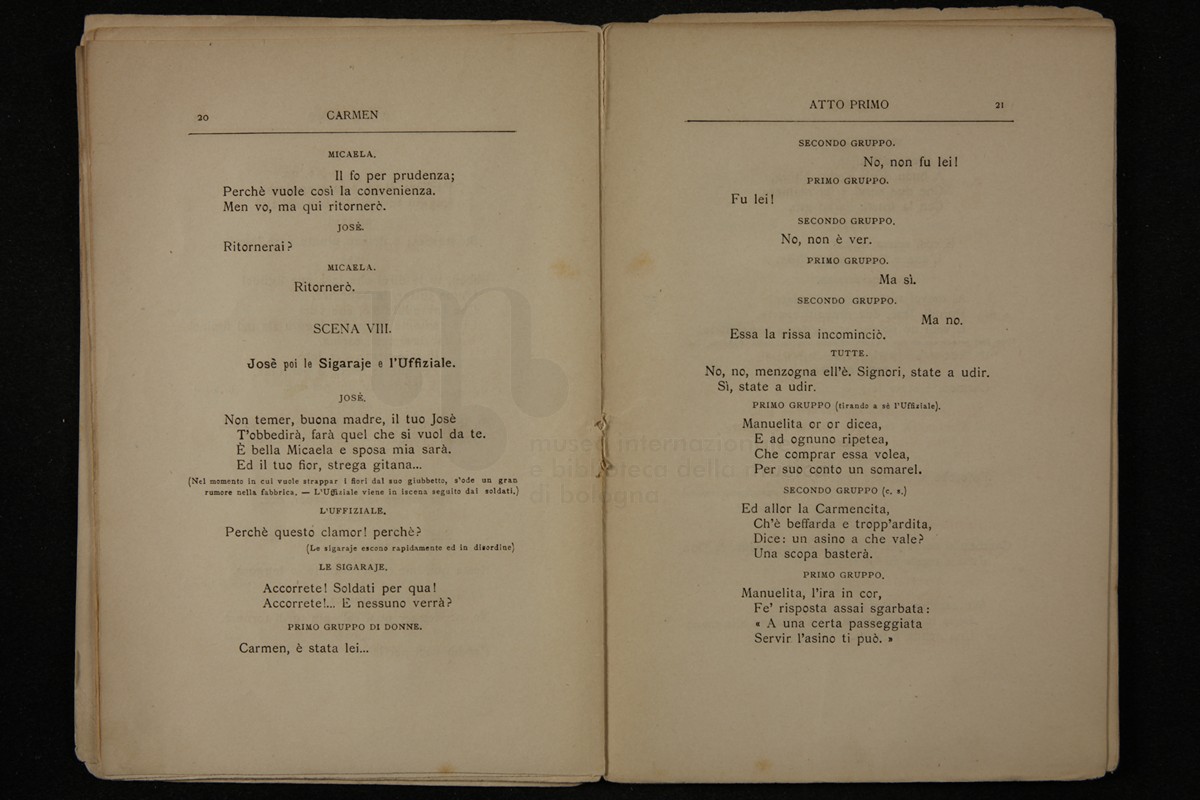 20
CARMEN
MICAELA.
Il fo per prudenza;
Perchè vuole così la convenienza.
Men vo, ma qui ritornerò.
JOSÈ.
Ritornerai?
MICAELA.
Ritornerò.
SCENA VIII.
Josè poi le Sigaraje e l'Uffiziale.
JOSÈ.
Non temer, buona madre, il tuo Josè
T'obbedirà, farà quel che si vuol da te.
È bella Micaela e sposa mia sarà.
Ed il tuo fior, strega gitana...
(Nel momento in cui vuole strappar i fiori dal suo giubbetto, s'ode un gran
rumore nella fabbrica. — L'Uffiziale viene in iscena seguito dai soldati.)
L'UFFIZIALE.
Perchè questo clamor! perchè?
(Le sigaraje escono rapidamente ed in disordine)
LE SIGARAJE.
Accorrete! Soldati per qua!
Accorrete!... E nessuno verrà?
PRIMO GRUPPO DI DONNE.
Carmen, è stata lei...
ATTO PRIMO
21
SECONDO GRUPPO.
No, non fu lei!
PRIMO GRUPPO.
Fu lei!
SECONDO GRUPPO.
No, non è ver.
PRIMO GRUPPO.
Ma sì.
SECONDO GRUPPO.
Ma no.
Essa la rissa incominciò.
TUTTE.
No, no, menzogna ell'è. Signori, state a udir.
Sì, state a udir.
PRIMO GRUPPO (tirando a sè l'Uffiziale).
Manuelita or or dicea,
E ad ognuno ripetea,
Che comprar essa volea,
Per suo conto un somarel.
SECONDO GRUPPO (c. s.)
Ed allor la Carmencita,
Ch'è beffarda e tropp'ardita,
Dice: un asino a che vale?
Una scopa basterà.
PRIMO GRUPPO.
Manuelita, l'ira in cor,
Fe' risposta assai sgarbata:
« A una certa passeggiata
Servir l'asino ti può. »
museo internazion
e biblioteca della m
di bologna